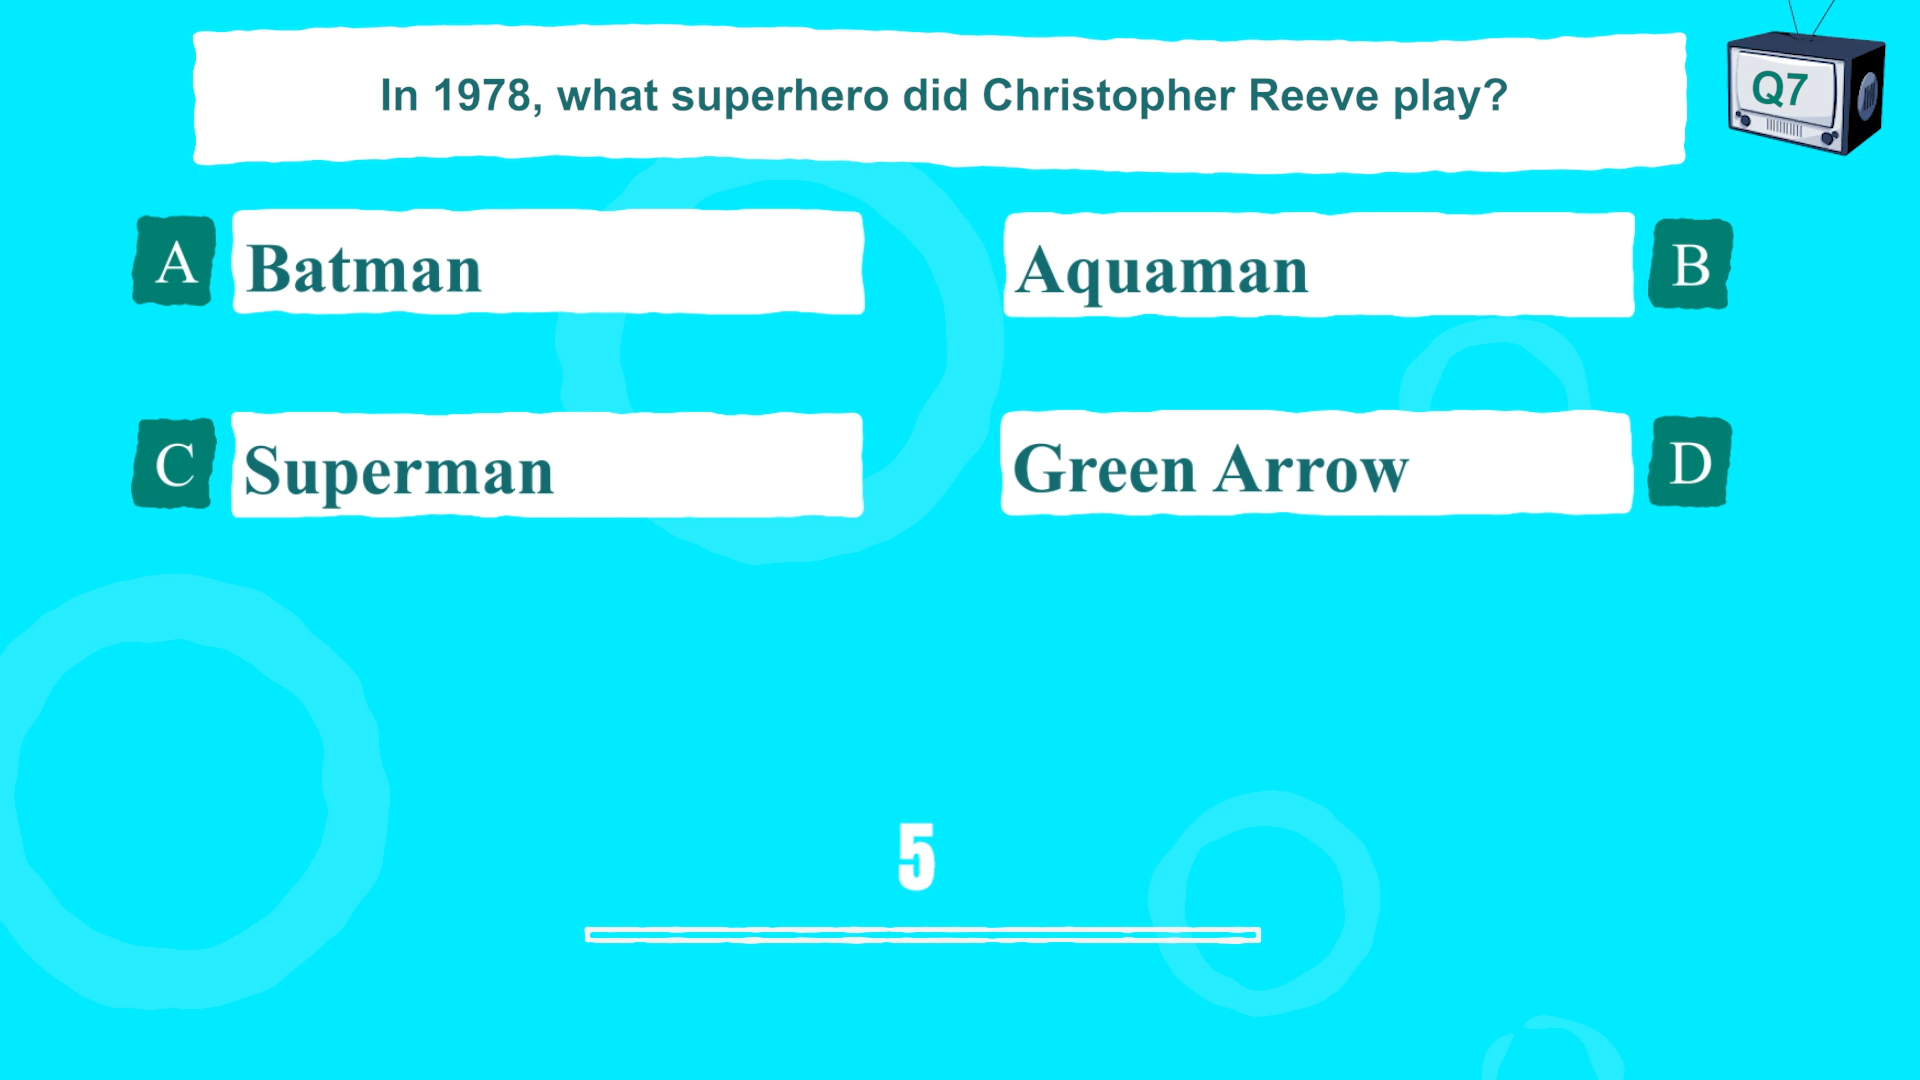 In 1978, what superhero did Christopher Reeve play?
Q7
A
Batman
Aquaman
B
C
Superman
Green Arrow
D
5